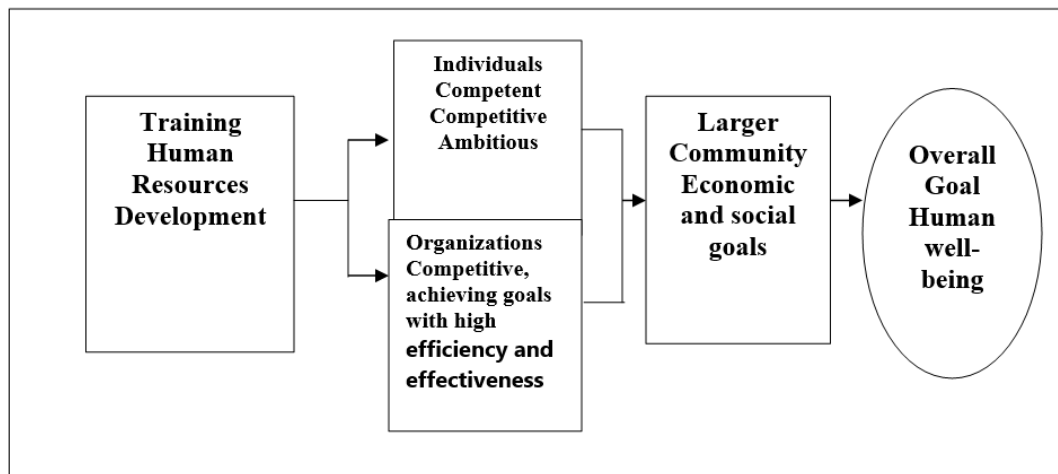 Training
Human
Resources
Development
Individuals
Competent
Competitive
Ambitious
Organizations
Competitive,
achieving goals
with high
efficiency and
effectiveness
Larger
Community
Economic
and social
goals
Overall
Goal
Human
well-
being